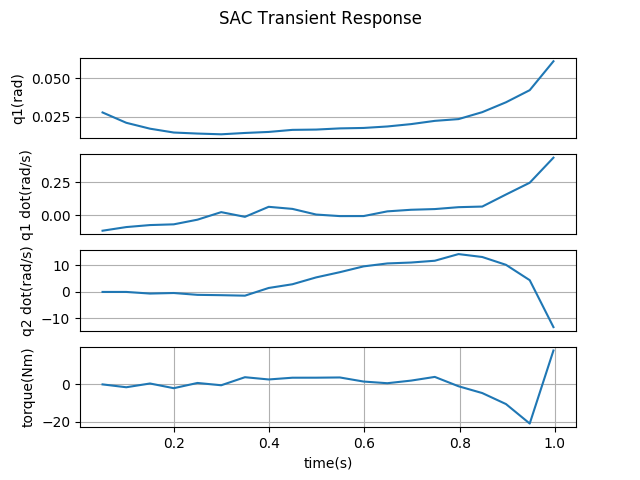 SAC Transient Response
q1(rad)
0.050
0.025
q1 dot(rad/s)
0.25
0.00
q2 dot(rad/s)
10
0
−10
torque(Nm)
0
−20
0.2 0.4 0.6 0.8 1.0
time(s)